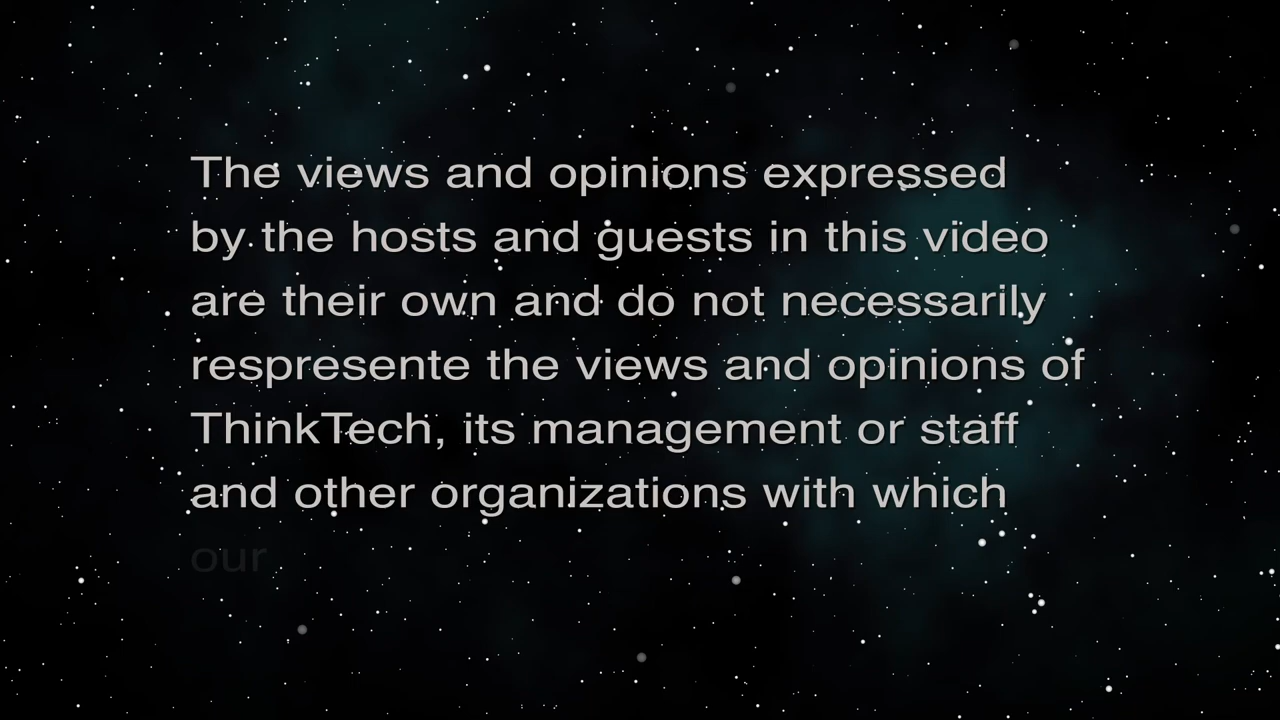 The views and opinions expressed
by the hosts and guests in this video
are their own and do not necessarily
respresente the views and opinions of
ThinkTech, its management or staff
and other organizations with which
our